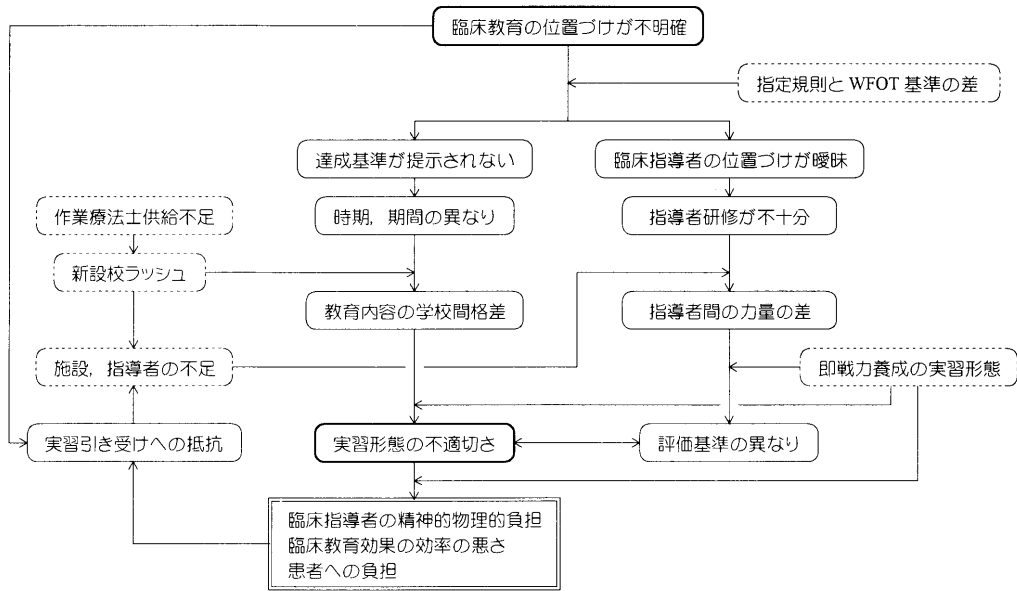 臨床教育の位置づけが不明確
指定規則と WFOT 基準の差
達成基準が提示されない
臨床指導者の位置づけが曖昧
作業療法士供給不足
時期，期間の異なり
指導者研修が不十分
新設校ラッシュ
教育内容の学校間格差
指導者間の力量の差
施設，指導者の不足
即戦力養成の実習形態
実習引き受けへの抵抗
実習形態の不適切さ
評価基準の異なり
臨床指導者の精神的物理的負担
臨床教育効果の効率の悪さ
患者への負担